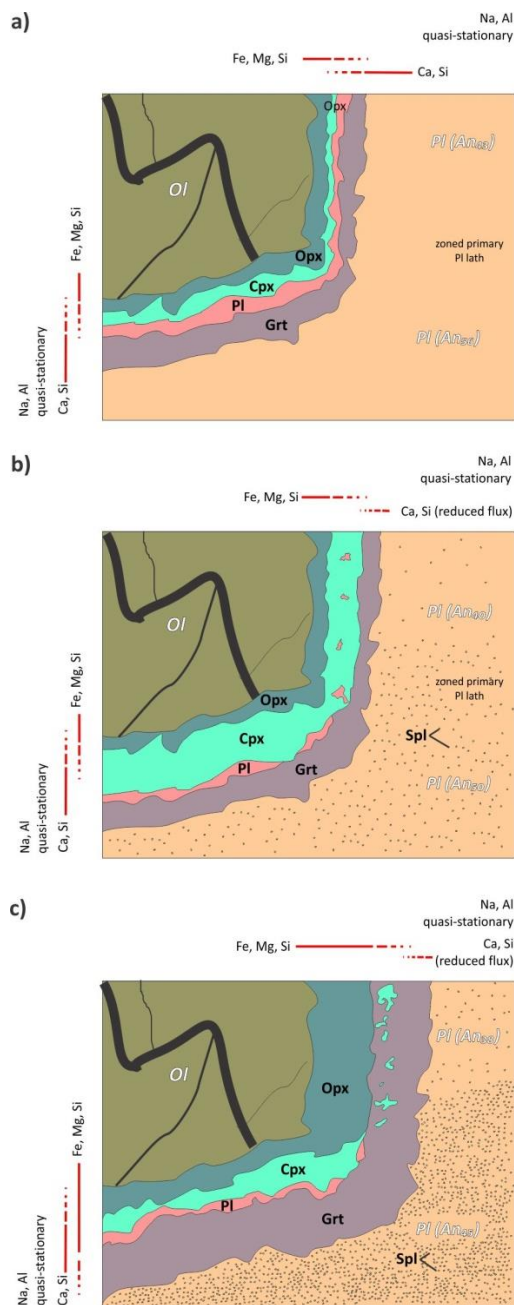 a)
Na, Al
quasi-stationary
Fe, Mg, Si
Ca, Si
Opx
Pl (An₄₃)
Ol
zoned primary
Pl lath
Opx
Cpx
Pl
Grt
Pl (An₅₆)
Fe, Mg, Si
Ca, Si
Na, Al
quasi-stationary
b)
Na, Al
quasi-stationary
Fe, Mg, Si
Ca, Si (reduced flux)
Pl (An₄₀)
Ol
zoned primary
Pl lath
Opx
Cpx
Spl
Pl
Grt
Pl (An₅₀)
Fe, Mg, Si
Ca, Si
Na, Al
quasi-stationary
c)
Na, Al
quasi-stationary
Fe, Mg, Si
Ca, Si
(reduced flux)
Pl
Ol
Opx
Cpx
Pl
Grt
Pl (An₄₅)
Spl
Fe, Mg, Si
Ca, Si
Na, Al
quasi-stationary